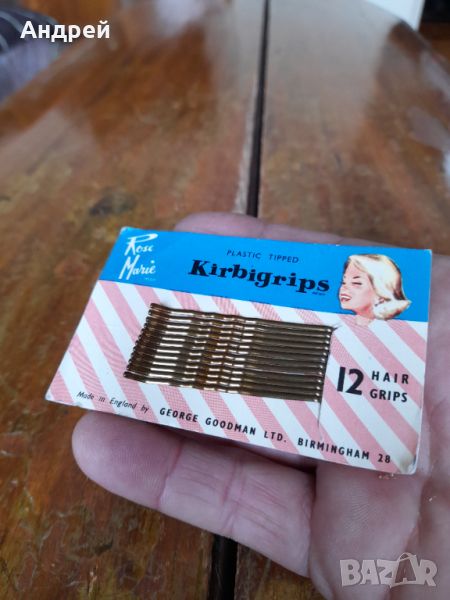 Андрей
Rose
Marie
PLASTIC TIPPED
Kirbigrips
12 HAIR
GRIPS
Made in England by GEORGE GOODMAN LTD. BIRMINGHAM 28
BAZAR